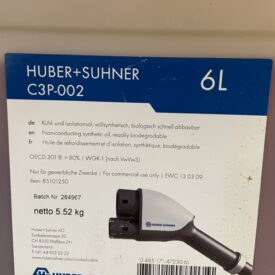 HUBER+SUHNER
C3P-002
6L
de Kühl- und Isolationsöl, vollsynthetisch, biologisch schnell abbaubar
en Non-conducting synthetic oil, readily biodegradable
fr Huile de refroidissement et d'isolation, synthétique, biodégradable
OECD 301 B: > 80% | WGK-1 (nach VwVwS)
Nur für gewerbliche Zwecke | For commercial use only | EWC 13 03 09
Item: 85101250
Batch Nr. 264967
netto 5.52 kg
Huber+Suhner AG
Tumbelenstrasse 20
CH-8330 Pfäffikon ZH
Switzerland
HUBER+SUHNER